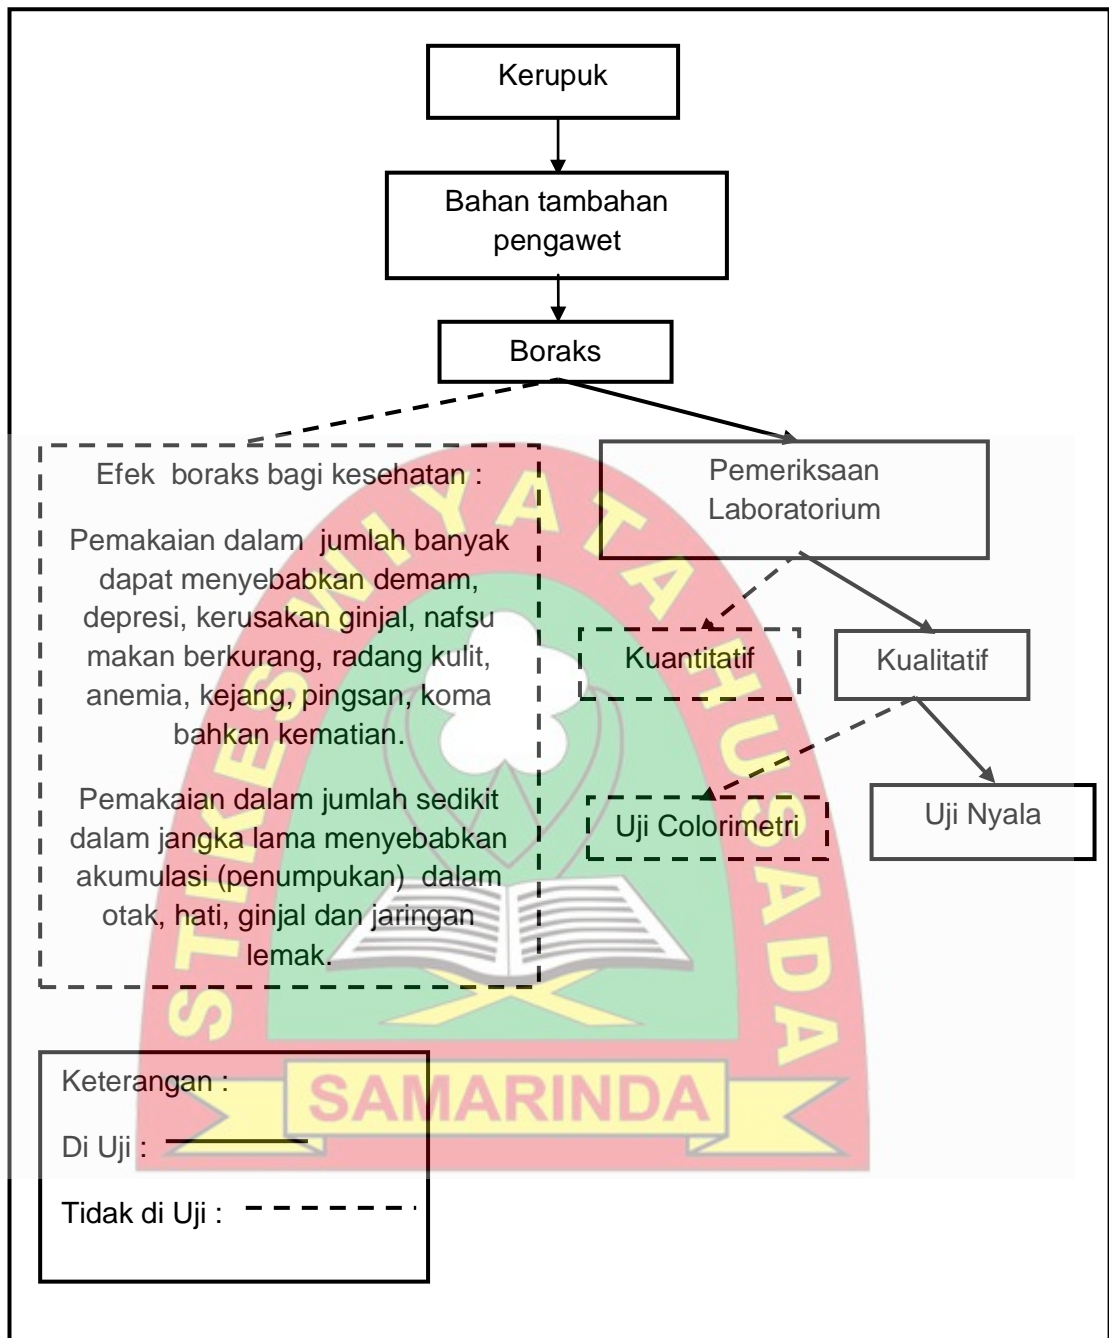 Kerupuk
Bahan tambahan
pengawet
Boraks
Efek boraks bagi kesehatan :
Pemakaian dalam jumlah banyak
dapat menyebabkan demam,
depresi, kerusakan ginjal, nafsu
makan berkurang, radang kulit,
anemia, kejang, pingsan, koma
bahkan kematian.
Pemakaian dalam jumlah sedikit
dalam jangka lama menyebabkan
akumulasi (penumpukan) dalam
otak, hati, ginjal dan jaringan
lemak.
Pemeriksaan
Laboratorium
Kuantitatif
Kualitatif
Uji Colorimetri
Uji Nyala
Keterangan :
Di Uji :
Tidak di Uji :
STIKES WIYATA HUSADA
SAMARINDA